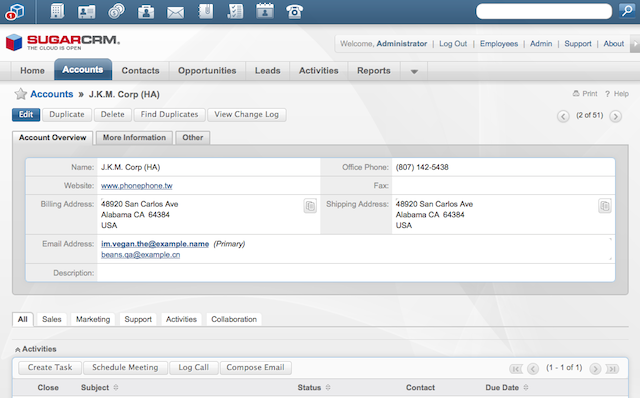 1
SUGARCRM®
THE CLOUD IS OPEN
Welcome, Administrator | Log Out | Employees | Admin | Support | About
Home Accounts Contacts Opportunities Leads Activities Reports
Accounts » J.K.M. Corp (HA)
Print ? Help
Edit Duplicate Delete Find Duplicates View Change Log
(2 of 51)
Account Overview More Information Other
Name: J.K.M. Corp (HA) Office Phone: (807) 142-5438
Website: www.phonephone.tw Fax:
Billing Address: 48920 San Carlos Ave Shipping Address: 48920 San Carlos Ave
Alabama CA 64384 Alabama CA 64384
USA USA
Email Address: im.vegan.the@example.name (Primary)
beans.qa@example.cn
Description:
All Sales Marketing Support Activities Collaboration
Activities
Create Task Schedule Meeting Log Call Compose Email
(1 - 1 of 1)
Close Subject Status Contact Due Date